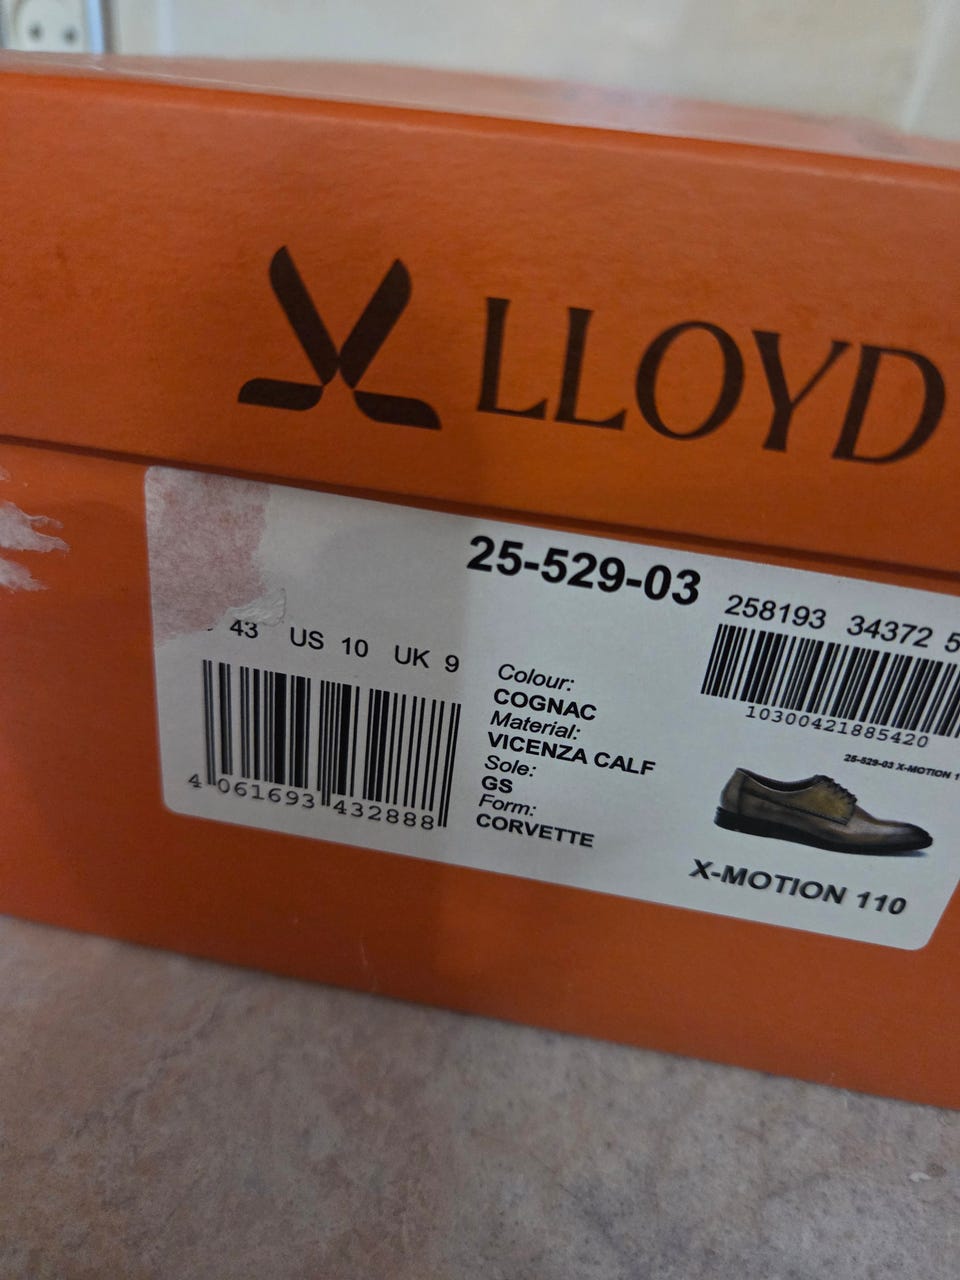 LLOYD
25-529-03
258193 34372 5
43 US 10 UK 9
10300421885420
4 061693 432888
Colour:
COGNAC
Material:
VICENZA CALF
Sole:
GS
Form:
CORVETTE
25-529-03 X-MOTION 1
X-MOTION 110